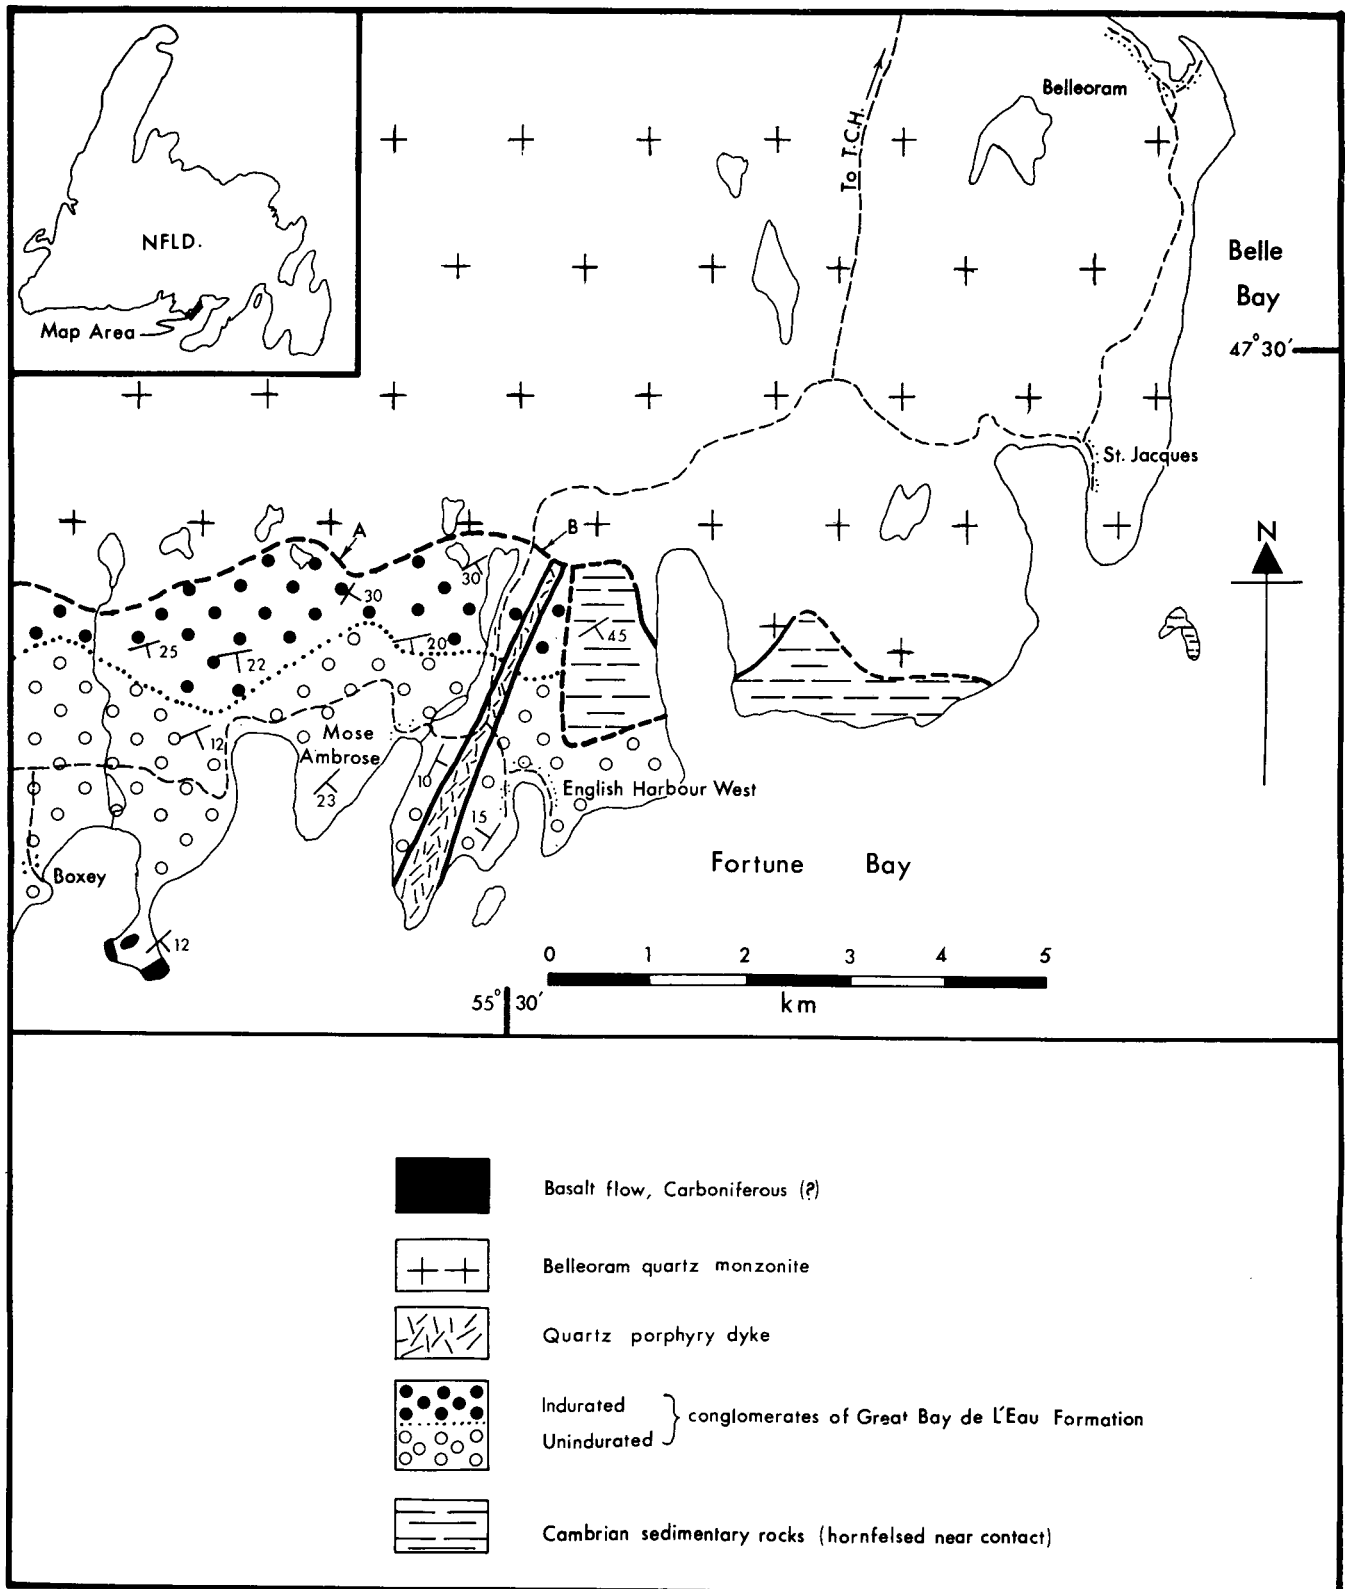 Belleoram
To T.C.H.
NFLD.
Belle
Bay
Map Area
47°30'
St. Jacques
N
A
B
30
30
45
25
22
20
12
Mose
Ambrose
10
23
English Harbour West
15
Fortune Bay
Boxey
12
0 1 2 3 4 5
km
55° 30'
Basalt flow, Carboniferous (?)
Belleoram quartz monzonite
Quartz porphyry dyke
Indurated
Unindurated
conglomerates of Great Bay de L'Eau Formation
Cambrian sedimentary rocks (hornfelsed near contact)